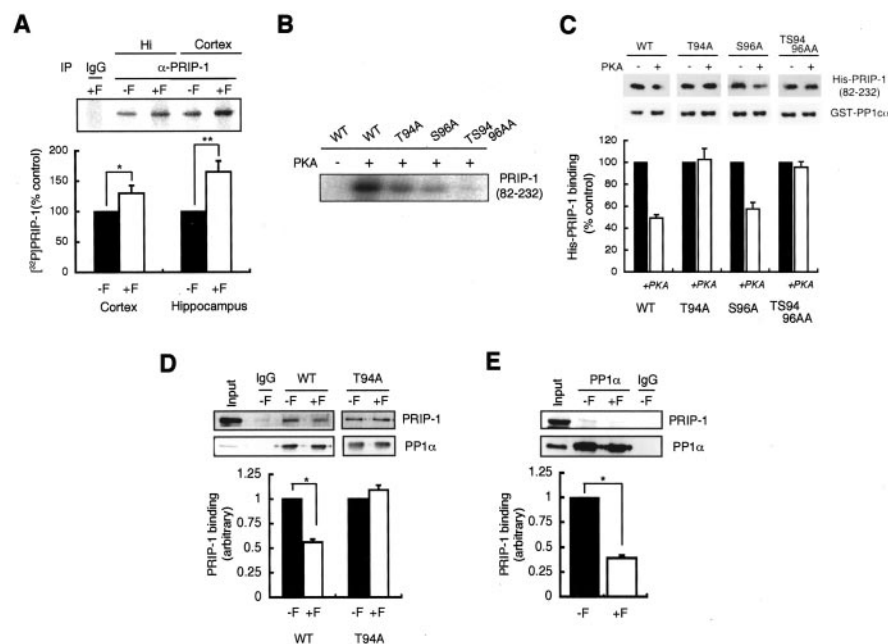 A
Hi Cortex
IP IgG α-PRIP-1
+F -F +F -F +F
[³²P]PRIP-1(% control)
200
150
100
50
0
* **
-F +F -F +F
Cortex Hippocampus
B
WT WT T94A S96A TS94 96AA
PKA - + + + +
PRIP-1
(82-232)
C
WT T94A S96A TS94 96AA
PKA - + - + - + - +
His-PRIP-1
(82-232)
GST-PP1α
His-PRIP-1 binding
(% control)
120
100
80
60
40
20
0
+PKA +PKA +PKA +PKA
WT T94A S96A TS94
96AA
D
Input IgG WT T94A
-F -F +F -F +F
PRIP-1
PP1α
PRIP-1 binding
(arbitrary)
1.25
1
0.75
0.5
0.25
0
*
-F +F -F +F
WT T94A
E
Input PP1α IgG
-F +F -F
PRIP-1
PP1α
PRIP-1 binding
(arbitrary)
1.25
1
0.75
0.5
0.25
0
*
-F +F